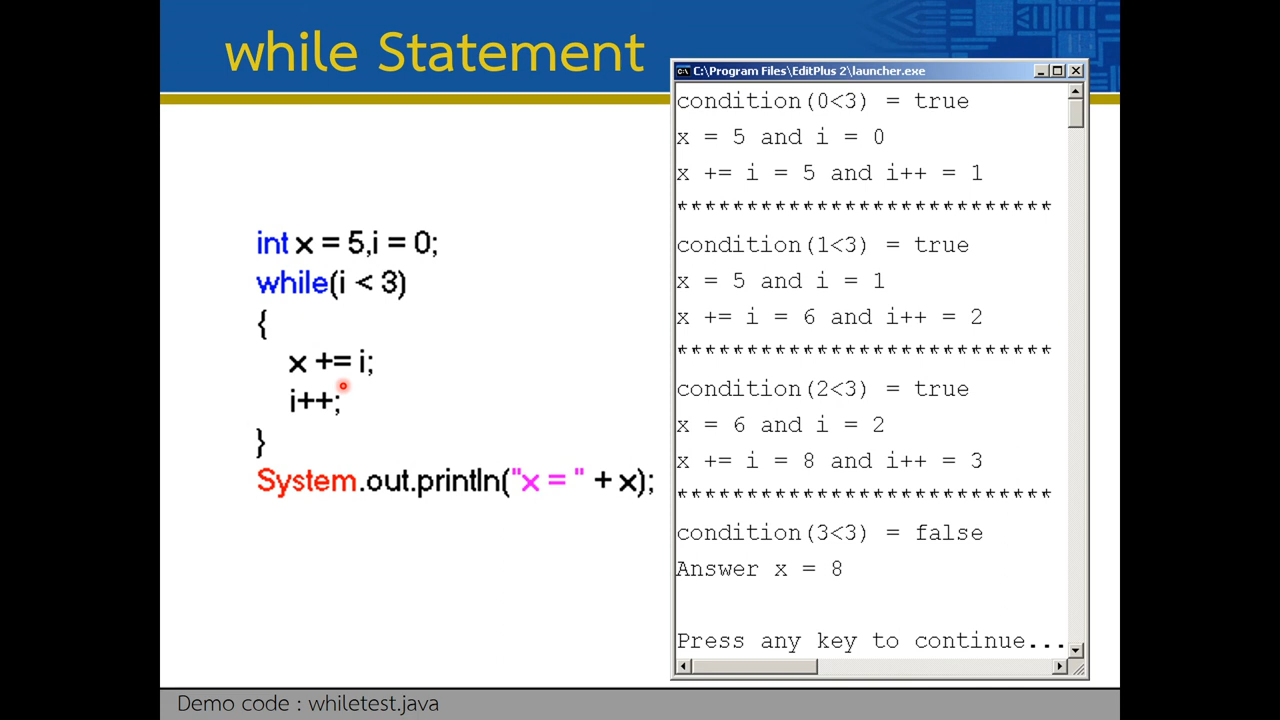 while Statement
int x = 5,i = 0;
while(i < 3)
{
x += i;
i++;
}
System.out.println("x = " + x);
C:\Program Files\EditPlus 2\launcher.exe
condition(0<3) = true
x = 5 and i = 0
x += i = 5 and i++ = 1
***************************
condition(1<3) = true
x = 5 and i = 1
x += i = 6 and i++ = 2
***************************
condition(2<3) = true
x = 6 and i = 2
x += i = 8 and i++ = 3
***************************
condition(3<3) = false
Answer x = 8
Press any key to continue...
Demo code : whiletest.java